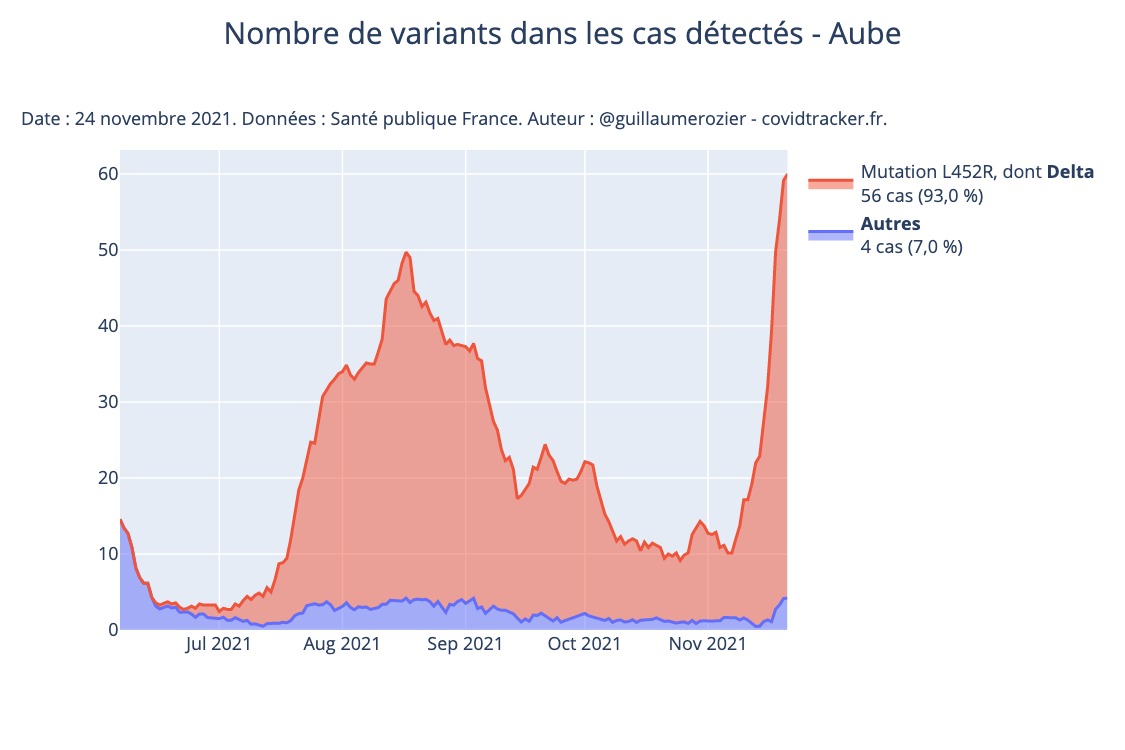 Nombre de variants dans les cas détectés - Aube
Date : 24 novembre 2021. Données : Santé publique France. Auteur : @guillaumerozier - covidtracker.fr.
Mutation L452R, dont Delta
56 cas (93,0 %)
Autres
4 cas (7,0 %)
60
50
40
30
20
10
0
Jul 2021
Aug 2021
Sep 2021
Oct 2021
Nov 2021